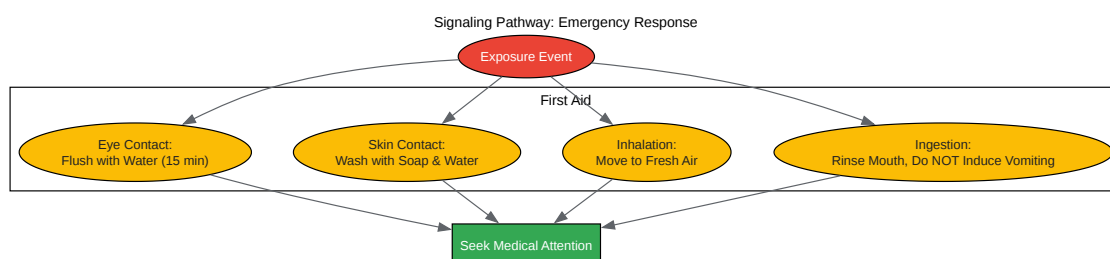 Signaling Pathway: Emergency Response
Exposure Event
First Aid
Eye Contact:
Flush with Water (15 min)
Skin Contact:
Wash with Soap & Water
Inhalation:
Move to Fresh Air
Ingestion:
Rinse Mouth, Do NOT Induce Vomiting
Seek Medical Attention